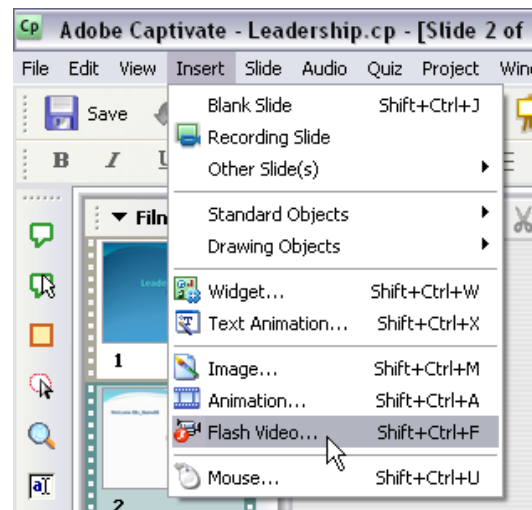 Cp Adobe Captivate - Leadership.cp - [Slide 2 of
File Edit View Insert Slide Audio Quiz Project Wind
Save
B I U
Blank Slide Shift+Ctrl+J
Recording Slide
Other Slide(s)
Film
Standard Objects
Drawing Objects
Widget... Shift+Ctrl+W
Text Animation... Shift+Ctrl+X
1
Image... Shift+Ctrl+M
Animation... Shift+Ctrl+A
Flash Video... Shift+Ctrl+F
Mouse... Shift+Ctrl+U
2